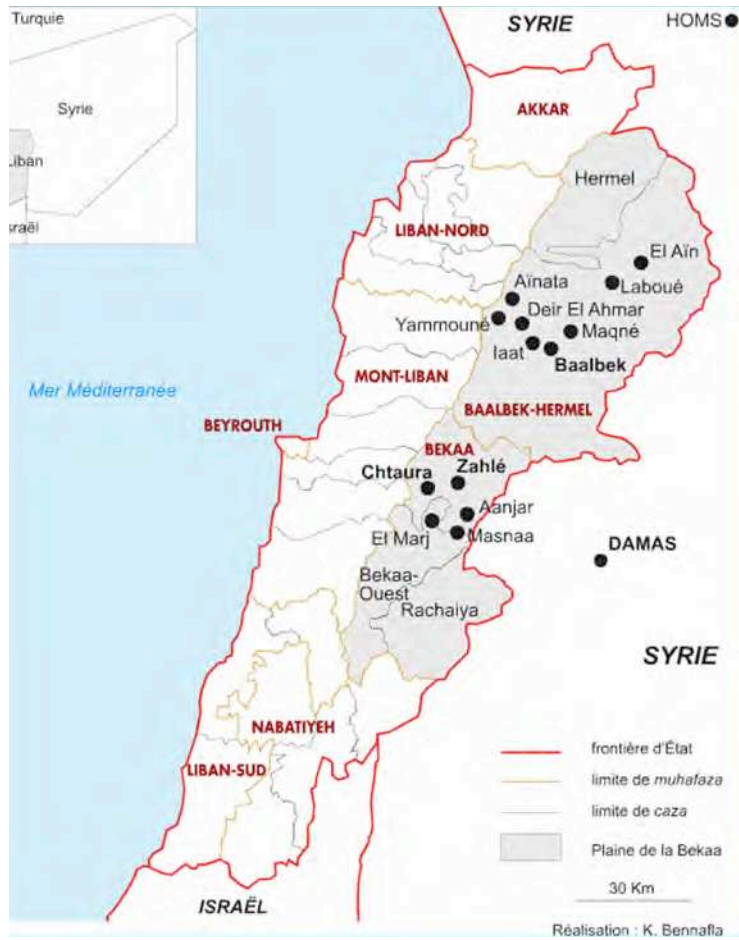 Turquie
Syrie
Liban
Israël
SYRIE
HOMS
AKKAR
Hermel
LIBAN-NORD
El Aïn
Laboué
Aïnata
Deir El Ahmar
Yammouné
Maqné
Iaat
Baalbek
MONT-LIBAN
Mer Méditerranée
BAALBEK-HERMEL
BEYROUTH
BEKAA
Chtaura
Zahlé
Aanjar
El Marj
Masnaa
DAMAS
Bekaa-
Ouest
Rachaiya
SYRIE
NABATIYEH
LIBAN-SUD
frontière d'État
limite de muhafaza
limite de caza
Plaine de la Bekaa
30 Km
ISRAËL
Réalisation : K. Bennafla